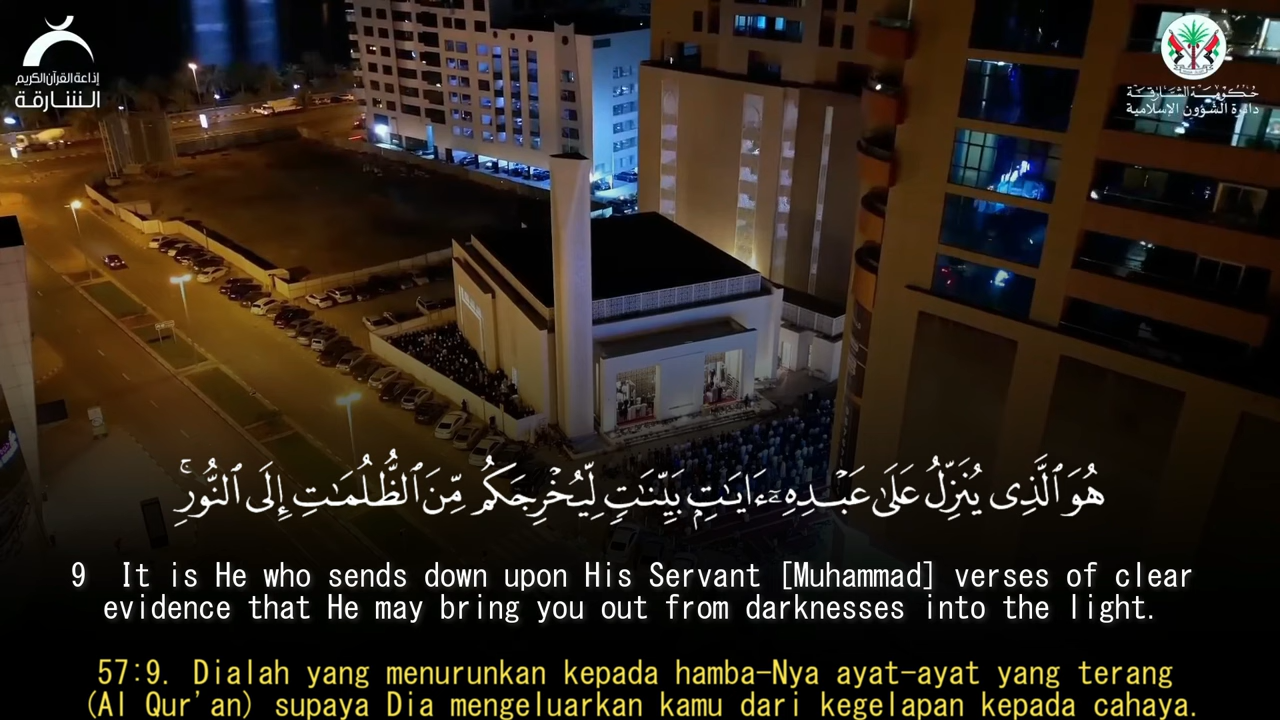 إذاعة القرآن الكريم
الشارقة
حكومة الشارقة
دائرة الشؤون الإسلامية
هُوَ ٱلَّذِى يُنَزِّلُ عَلَىٰ عَبْدِهِۦٓ ءَايَـٰتٍۭ بَيِّنَـٰتٍ لِّيُخْرِجَكُم مِّنَ ٱلظُّلُمَـٰتِ إِلَى ٱلنُّورِ ۚ
9 It is He who sends down upon His Servant [Muhammad] verses of clear
evidence that He may bring you out from darknesses into the light.
57:9. Dialah yang menurunkan kepada hamba-Nya ayat-ayat yang terang
(Al Qur'an) supaya Dia mengeluarkan kamu dari kegelapan kepada cahaya.